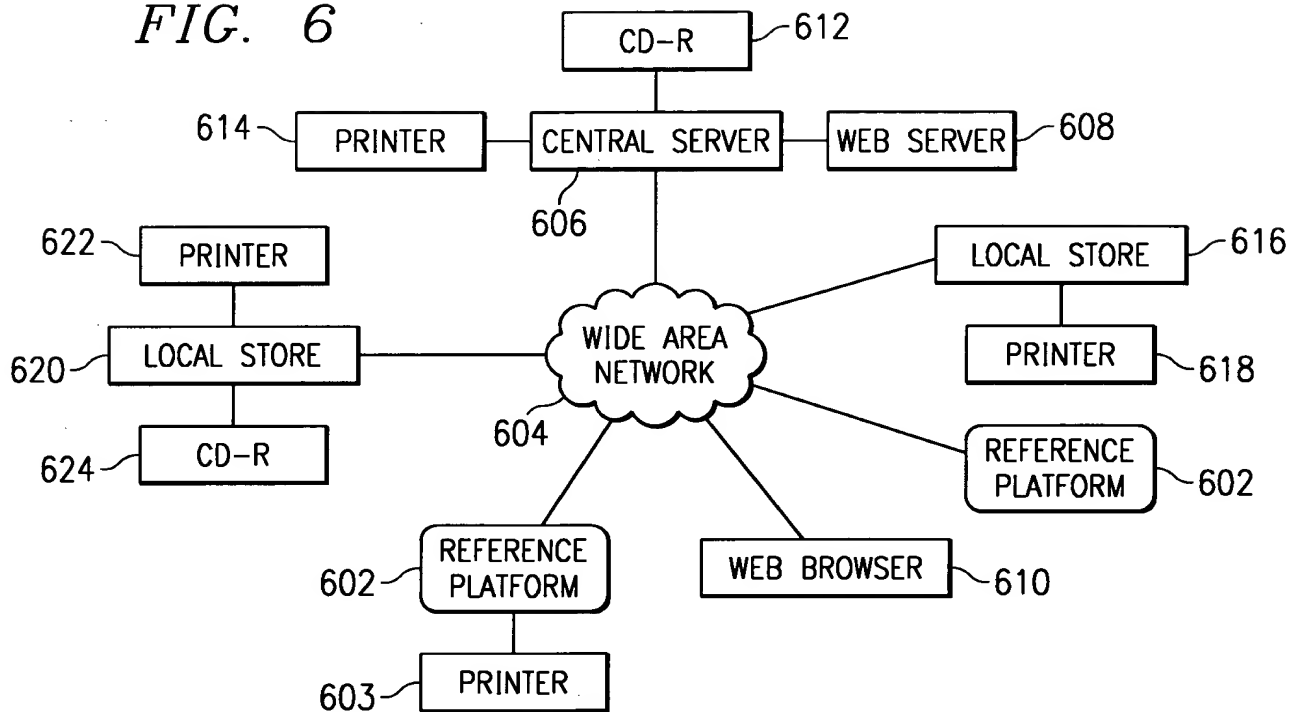 FIG. 6
CD-R
612
614
PRINTER
CENTRAL SERVER
WEB SERVER
608
606
622
PRINTER
LOCAL STORE
616
620
LOCAL STORE
WIDE AREA
NETWORK
604
PRINTER
618
624
CD-R
REFERENCE
PLATFORM
602
602
REFERENCE
PLATFORM
WEB BROWSER
610
603
PRINTER